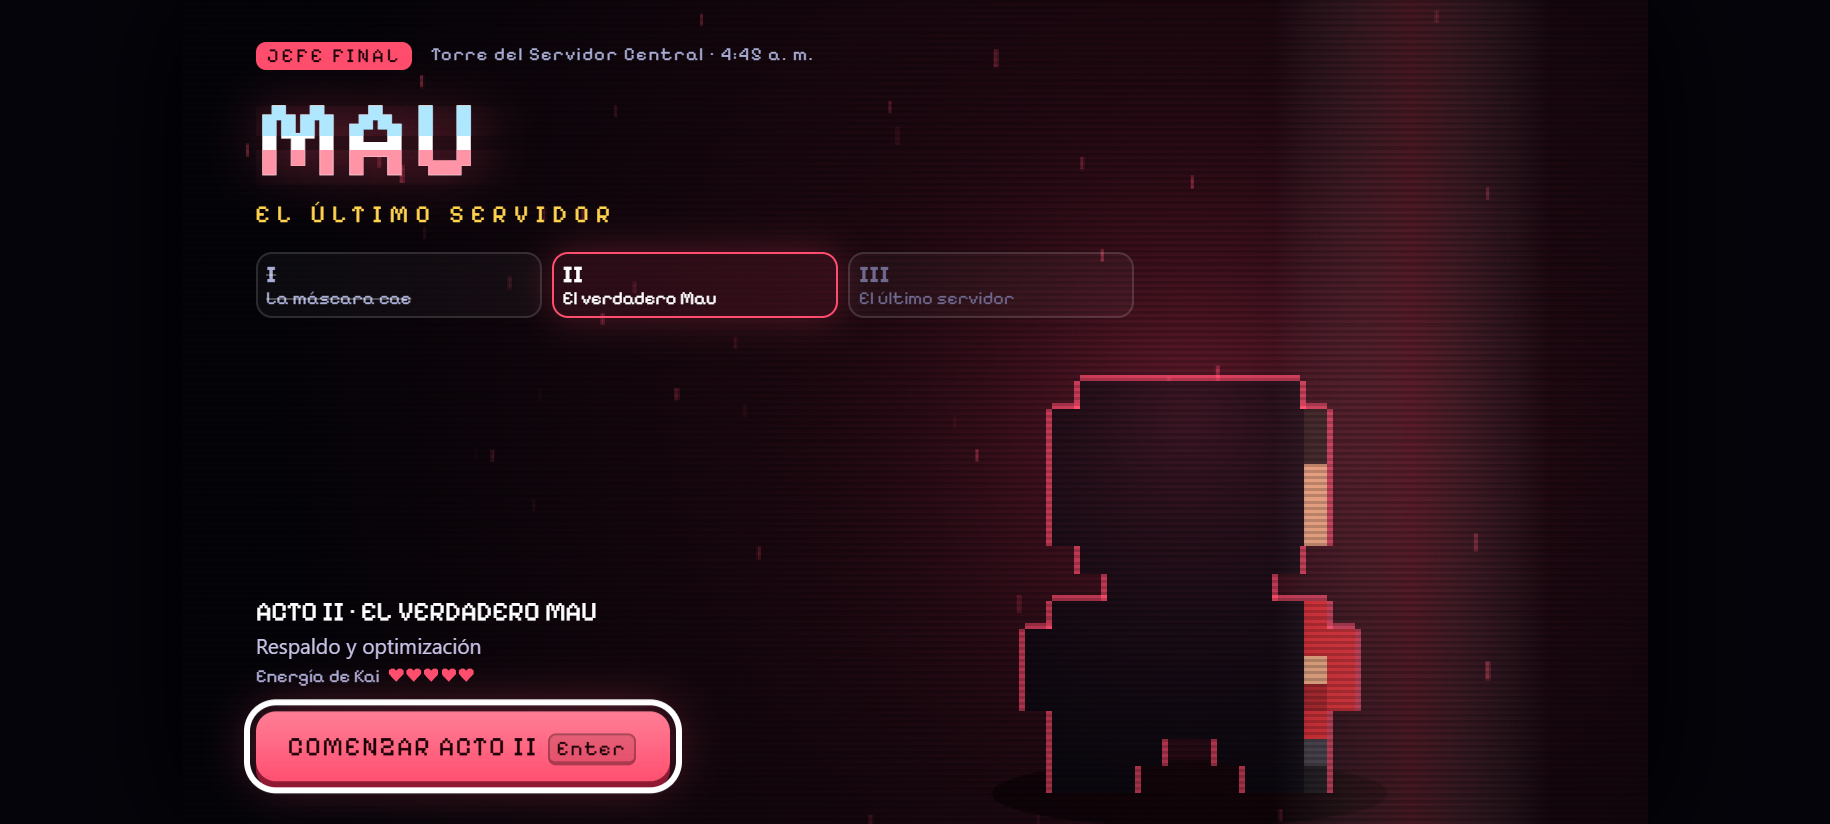 JEFE FINAL
Torre del Servidor Central · 4:48 a. m.
MAU
EL ÚLTIMO SERVIDOR
I
La máscara cae
II
El verdadero Mau
III
El último servidor
ACTO II · EL VERDADERO MAU
Respaldo y optimización
Energía de Kai ♥♥♥♥♥
COMENZAR ACTO II Enter